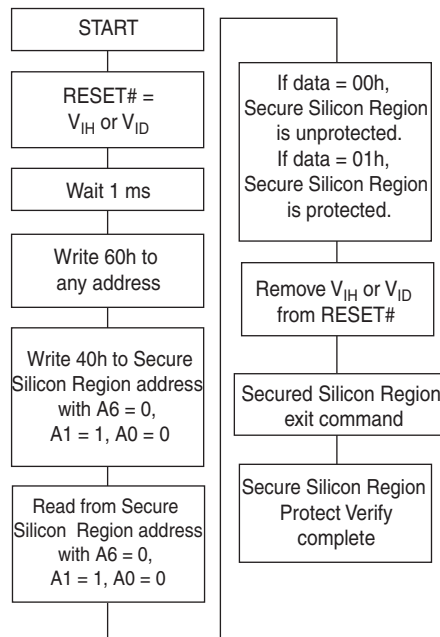 START
RESET# =
VIH or VID
Wait 1 ms
Write 60h to
any address
Write 40h to Secure
Silicon Region address
with A6 = 0,
A1 = 1, A0 = 0
Read from Secure
Silicon Region address
with A6 = 0,
A1 = 1, A0 = 0
If data = 00h,
Secure Silicon Region
is unprotected.
If data = 01h,
Secure Silicon Region
is protected.
Remove VIH or VID
from RESET#
Secured Silicon Region
exit command
Secure Silicon Region
Protect Verify
complete